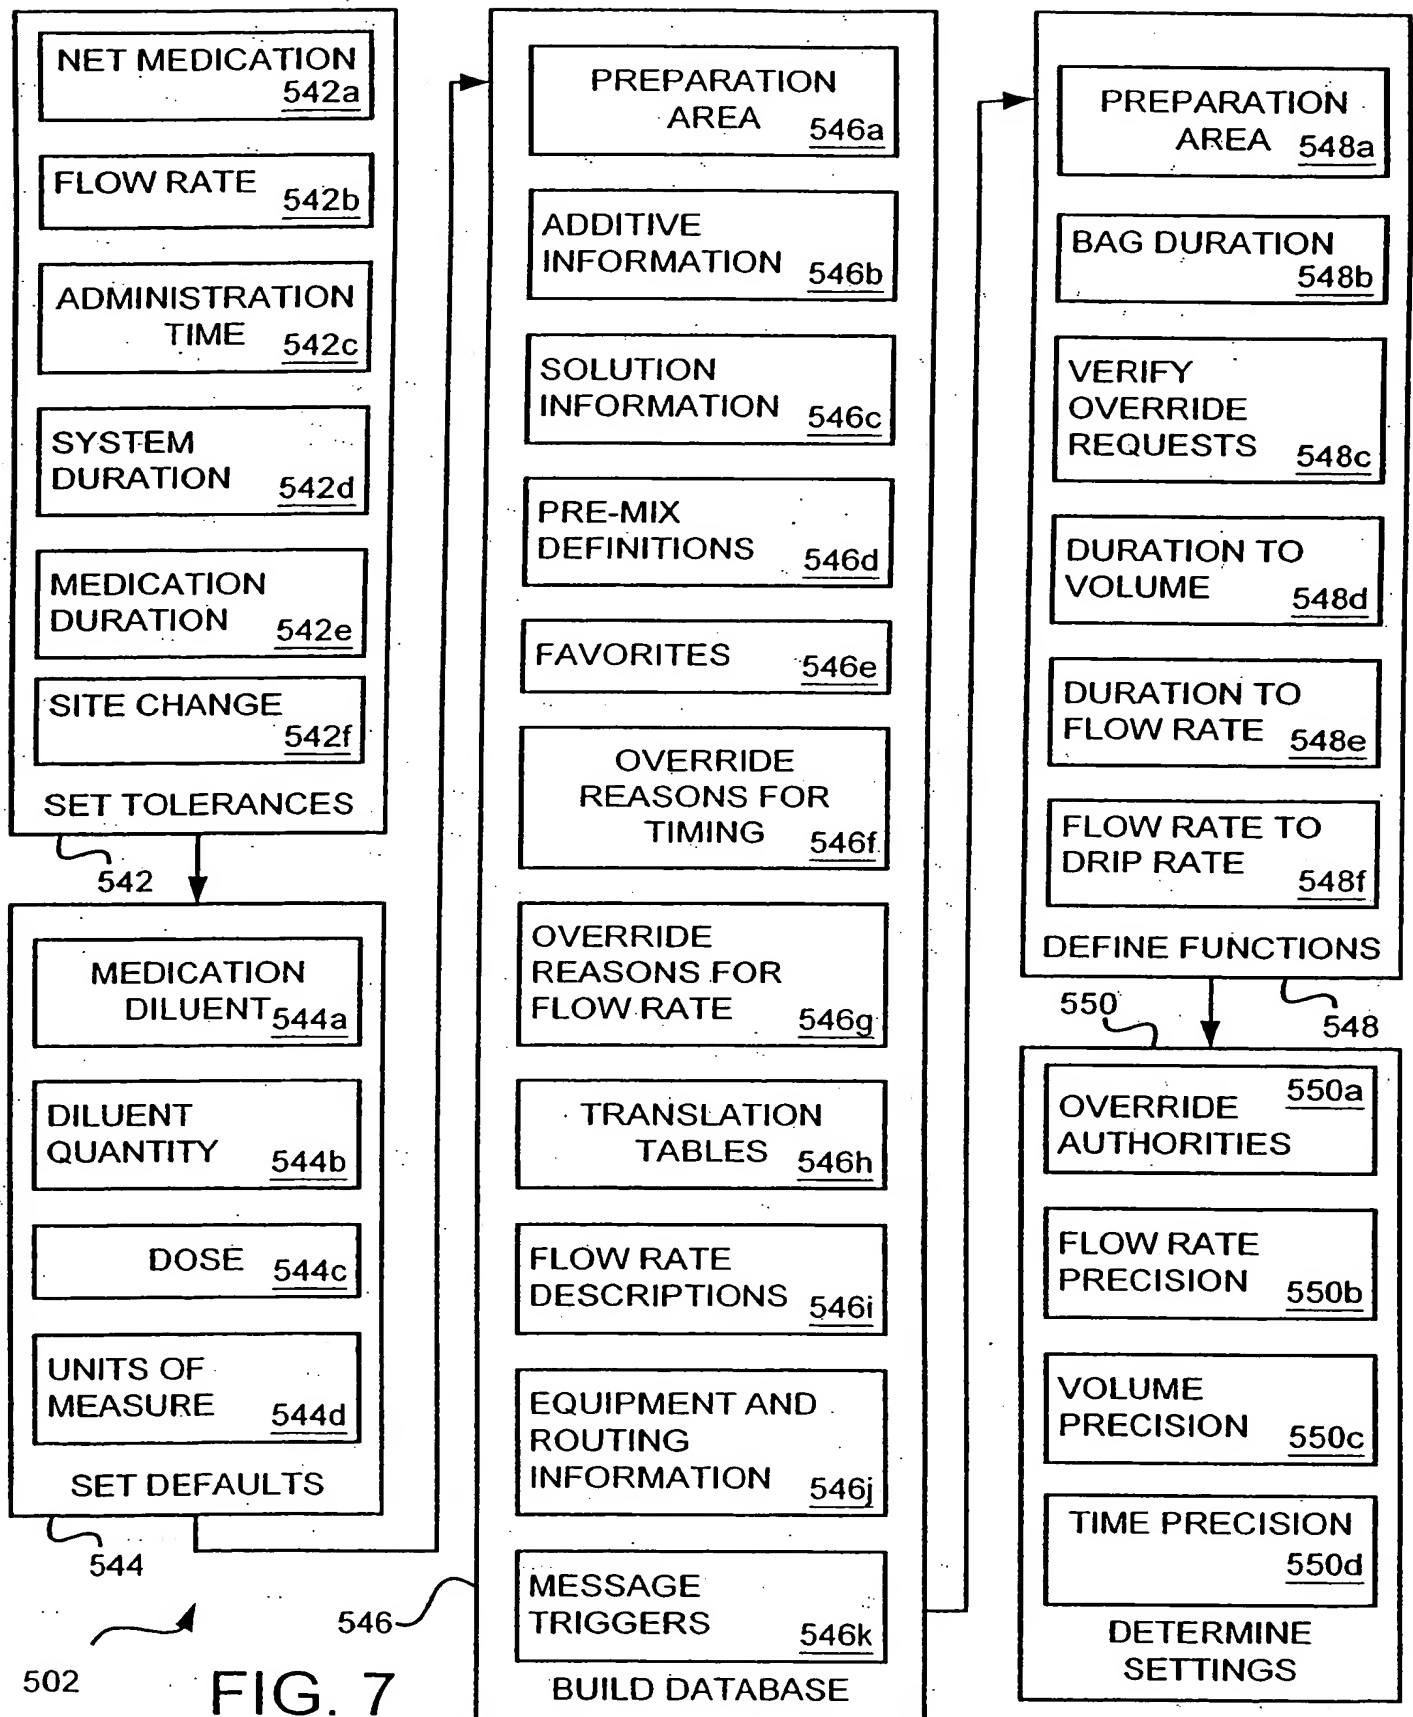 NET MEDICATION
542a
FLOW RATE
542b
ADMINISTRATION
TIME 542c
SYSTEM
DURATION 542d
MEDICATION
DURATION 542e
SITE CHANGE
542f
SET TOLERANCES
542
MEDICATION
DILUENT 544a
DILUENT
QUANTITY 544b
DOSE 544c
UNITS OF
MEASURE 544d
SET DEFAULTS
544
502
FIG. 7
PREPARATION
AREA 546a
ADDITIVE
INFORMATION 546b
SOLUTION
INFORMATION 546c
PRE-MIX
DEFINITIONS 546d
FAVORITES 546e
OVERRIDE
REASONS FOR
TIMING 546f
OVERRIDE
REASONS FOR
FLOW RATE 546g
TRANSLATION
TABLES 546h
FLOW RATE
DESCRIPTIONS 546i
EQUIPMENT AND
ROUTING
INFORMATION 546j
MESSAGE
TRIGGERS 546k
BUILD DATABASE
546
PREPARATION
AREA 548a
BAG DURATION
548b
VERIFY
OVERRIDE
REQUESTS 548c
DURATION TO
VOLUME 548d
DURATION TO
FLOW RATE 548e
FLOW RATE TO
DRIP RATE 548f
DEFINE FUNCTIONS
548
550
550a
OVERRIDE
AUTHORITIES
FLOW RATE
PRECISION 550b
VOLUME
PRECISION 550c
TIME PRECISION
550d
DETERMINE
SETTINGS